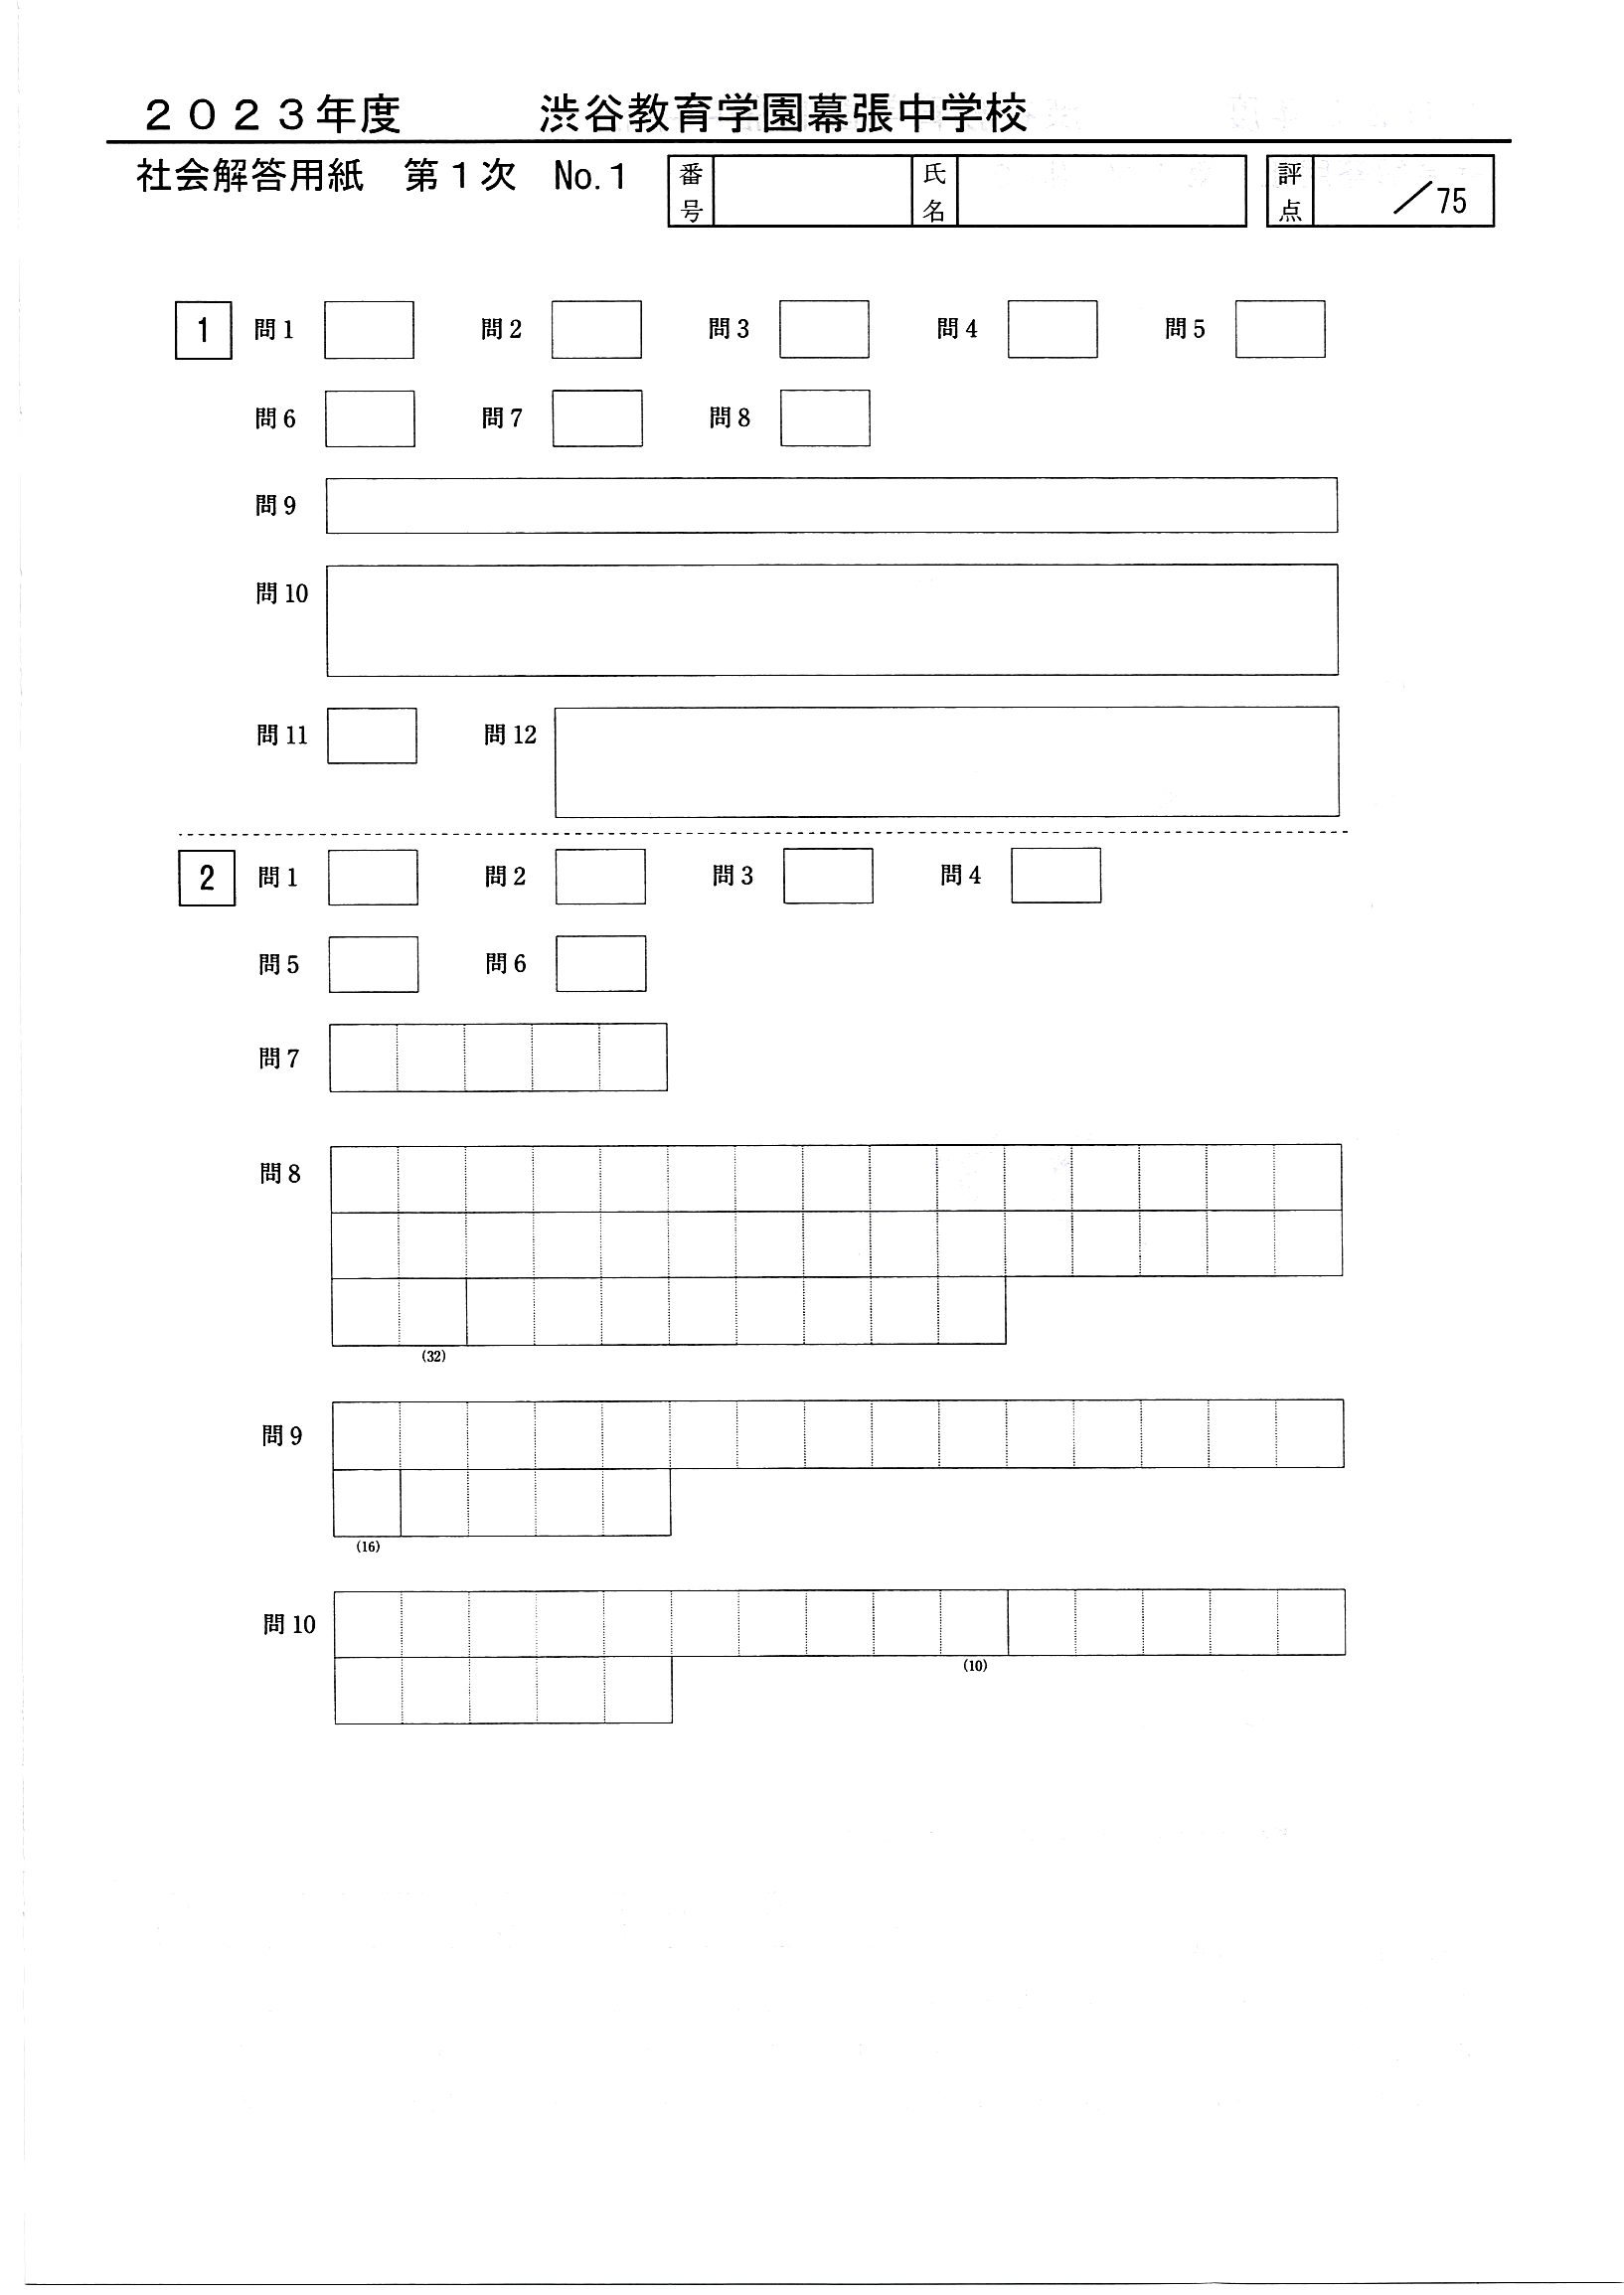 ２０２３年度　渋谷教育学園幕張中学校
社会解答用紙　第１次　No.1　番号　氏名　評点　／75
1　問1　問2　問3　問4　問5
問6　問7　問8
問9
問10
問11　問12
2　問1　問2　問3　問4
問5　問6
問7
問8
(32)
問9
(16)
問10
(10)